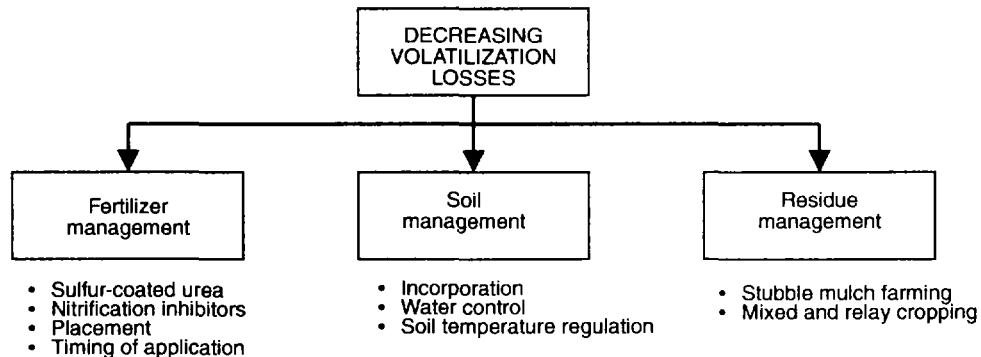 DECREASING
VOLATILIZATION
LOSSES
Fertilizer
management
• Sulfur-coated urea
• Nitrification inhibitors
• Placement
• Timing of application
Soil
management
• Incorporation
• Water control
• Soil temperature regulation
Residue
management
• Stubble mulch farming
• Mixed and relay cropping